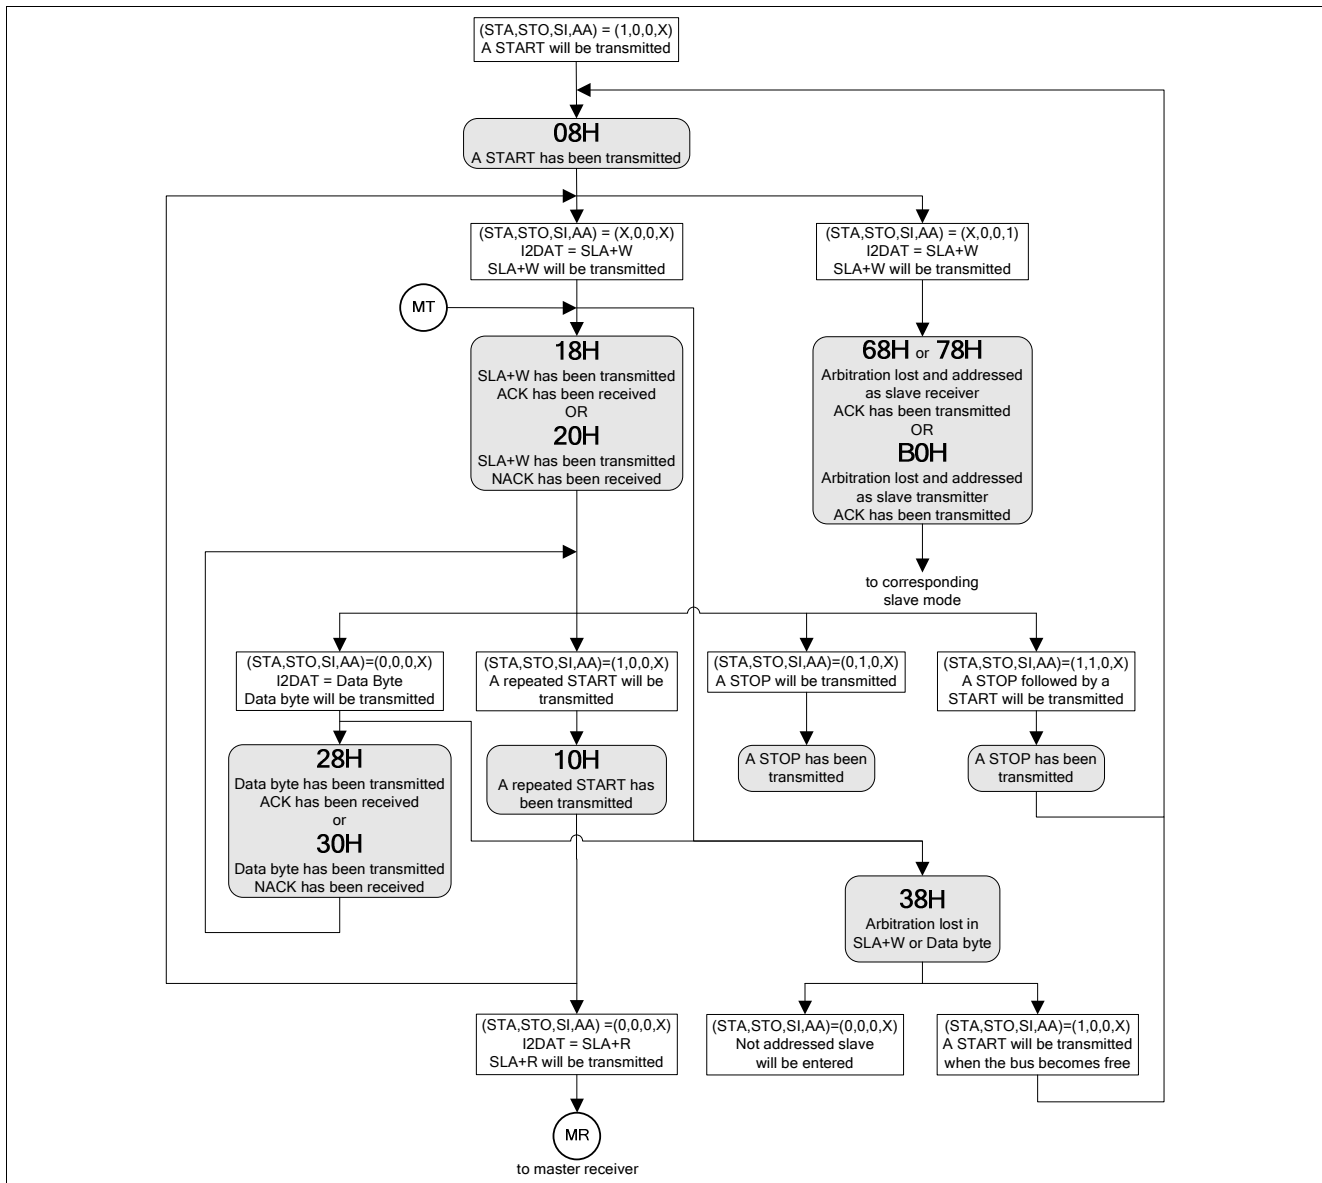 (STA,STO,SI,AA) = (1,0,0,X)
A START will be transmitted
08H
A START has been transmitted
(STA,STO,SI,AA) = (X,0,0,X)
I2DAT = SLA+W
SLA+W will be transmitted
(STA,STO,SI,AA) = (X,0,0,1)
I2DAT = SLA+W
SLA+W will be transmitted
MT
18H
SLA+W has been transmitted
ACK has been received
OR
20H
SLA+W has been transmitted
NACK has been received
68H or 78H
Arbitration lost and addressed
as slave receiver
ACK has been transmitted
OR
B0H
Arbitration lost and addressed
as slave transmitter
ACK has been transmitted
to corresponding
slave mode
(STA,STO,SI,AA)=(0,0,0,X)
I2DAT = Data Byte
Data byte will be transmitted
(STA,STO,SI,AA)=(1,0,0,X)
A repeated START will be
transmitted
(STA,STO,SI,AA)=(0,1,0,X)
A STOP will be transmitted
(STA,STO,SI,AA)=(1,1,0,X)
A STOP followed by a
START will be transmitted
28H
Data byte has been transmitted
ACK has been received
or
30H
Data byte has been transmitted
NACK has been received
10H
A repeated START has
been transmitted
A STOP has been
transmitted
A STOP has been
transmitted
38H
Arbitration lost in
SLA+W or Data byte
(STA,STO,SI,AA) =(0,0,0,X)
I2DAT = SLA+R
SLA+R will be transmitted
(STA,STO,SI,AA)=(0,0,0,X)
Not addressed slave
will be entered
(STA,STO,SI,AA)=(1,0,0,X)
A START will be transmitted
when the bus becomes free
MR
to master receiver